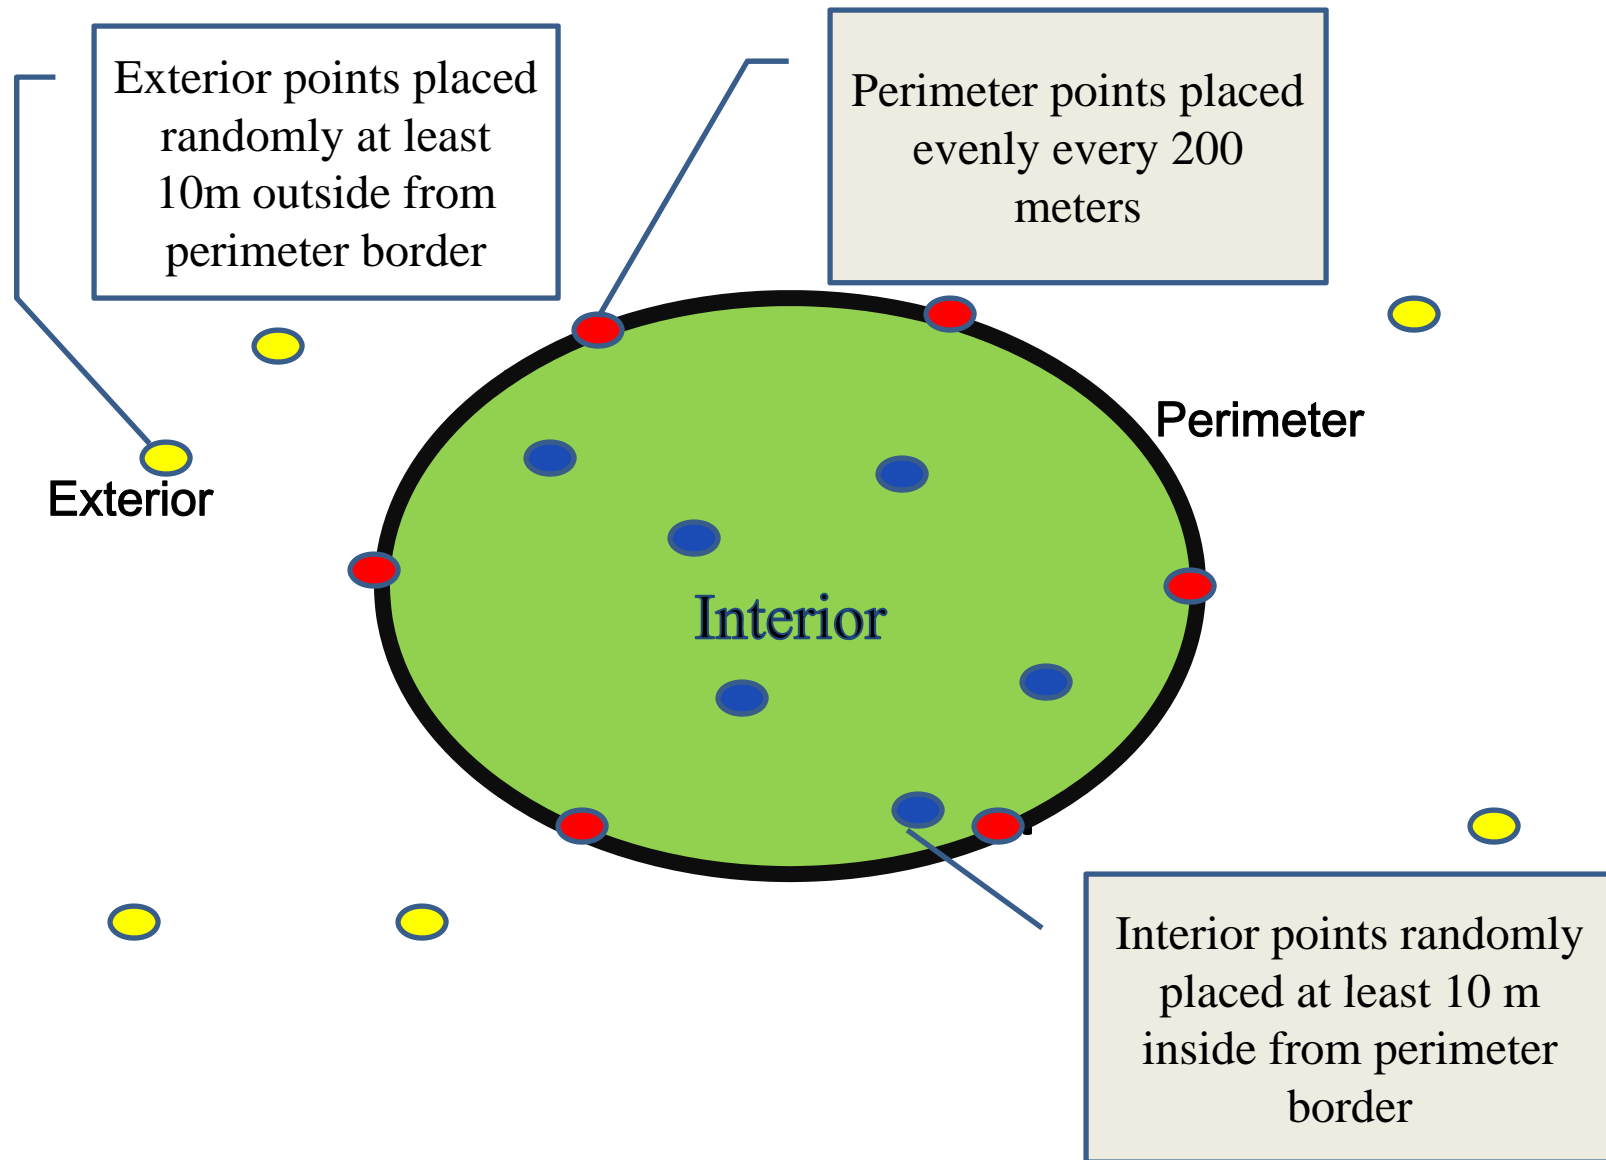 Exterior points placed
randomly at least
10m outside from
perimeter border
Perimeter points placed
evenly every 200
meters
Perimeter
Exterior
Interior
Interior points randomly
placed at least 10 m
inside from perimeter
border